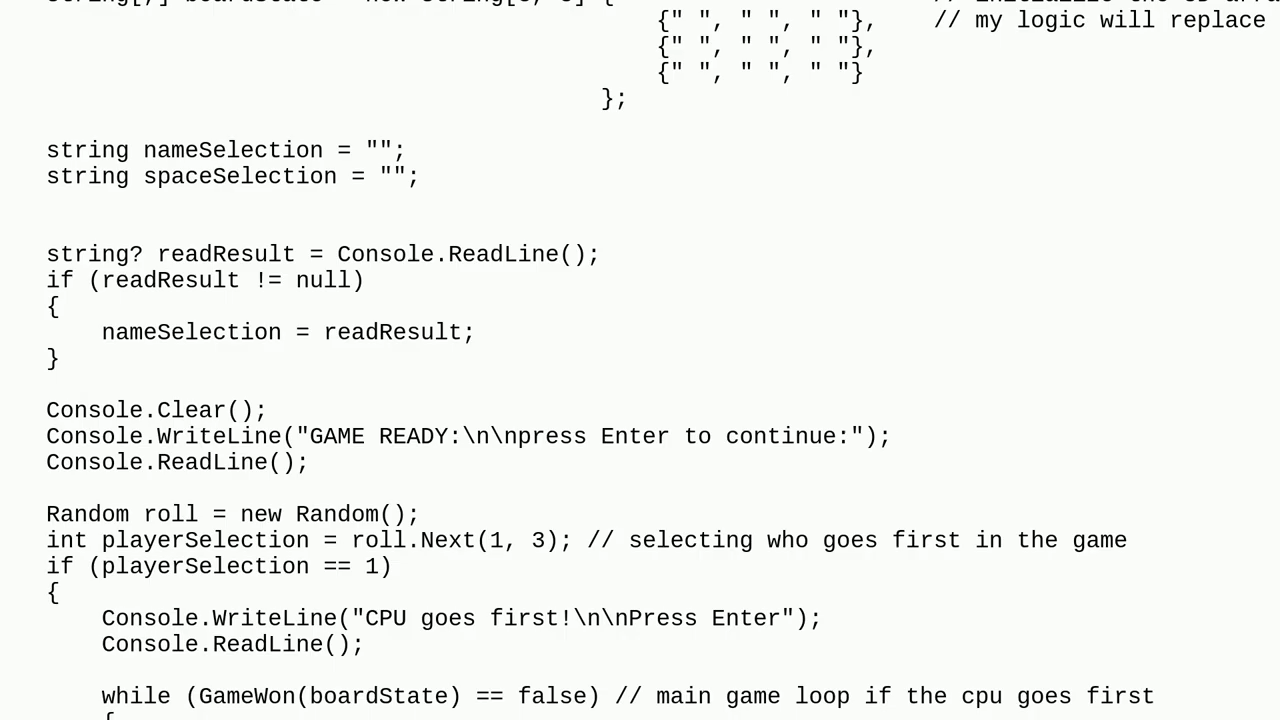 {" ", " ", " "},    // my logic will replace
{" ", " ", " "},
{" ", " ", " "}
};
string nameSelection = "";
string spaceSelection = "";
string? readResult = Console.ReadLine();
if (readResult != null)
{
    nameSelection = readResult;
}
Console.Clear();
Console.WriteLine("GAME READY:\n\npress Enter to continue:");
Console.ReadLine();
Random roll = new Random();
int playerSelection = roll.Next(1, 3); // selecting who goes first in the game
if (playerSelection == 1)
{
    Console.WriteLine("CPU goes first!\n\nPress Enter");
    Console.ReadLine();
    while (GameWon(boardState) == false) // main game loop if the cpu goes first
    {